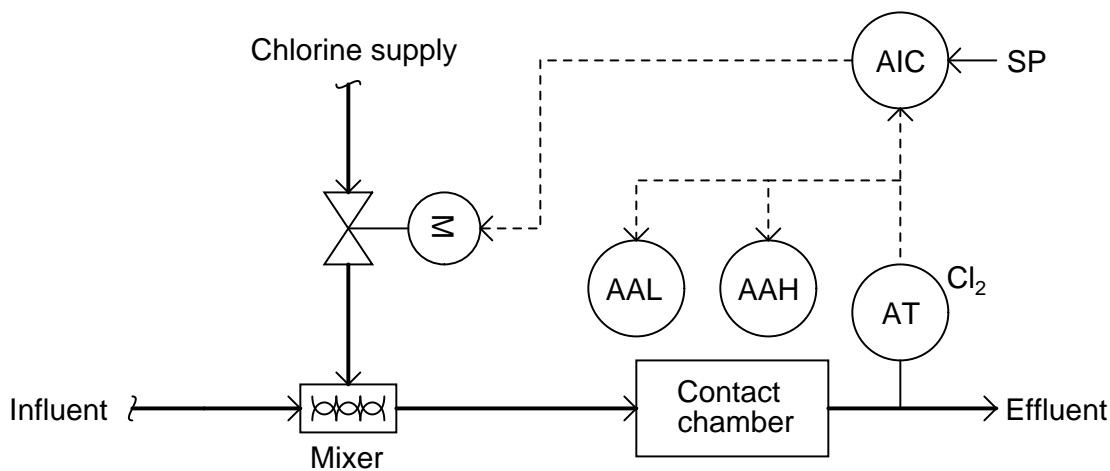 Chlorine supply
AIC
SP
M
AAL
AAH
AT
Cl₂
Influent
Mixer
Contact
chamber
Effluent